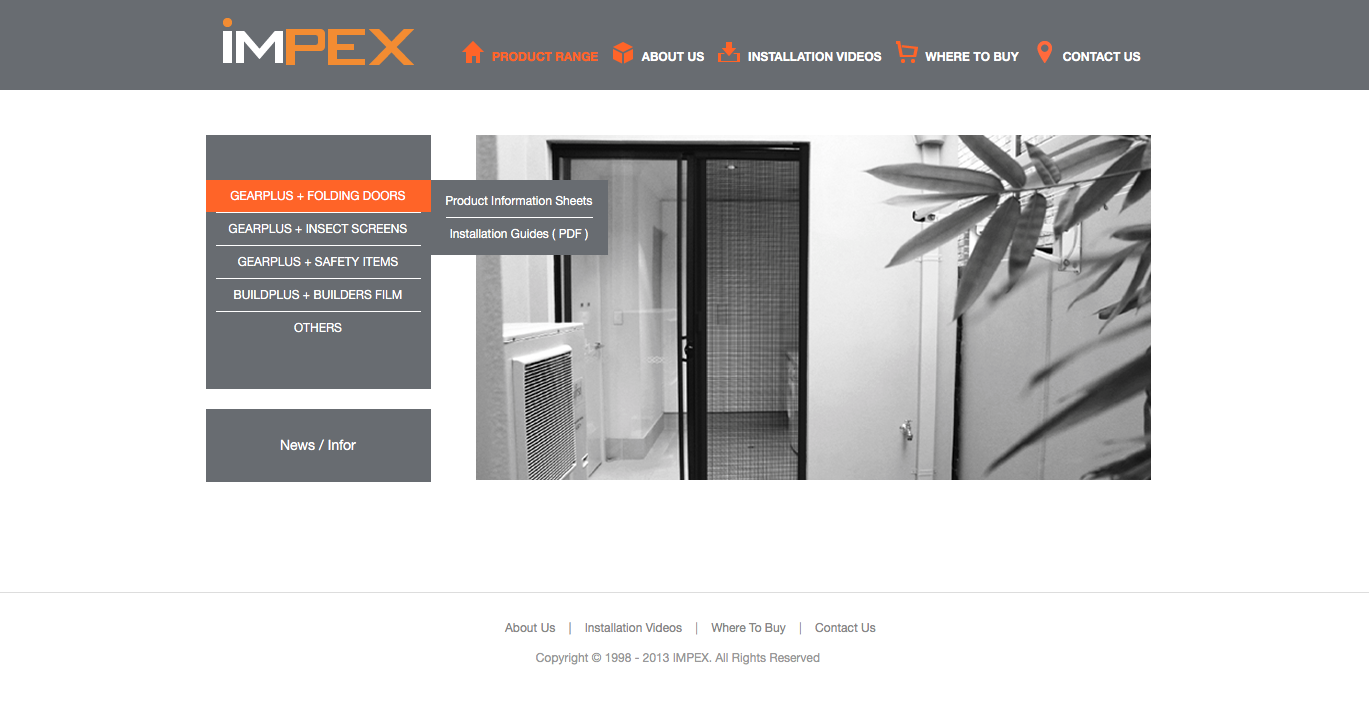 iMPEX
PRODUCT RANGE ABOUT US INSTALLATION VIDEOS WHERE TO BUY CONTACT US
GEARPLUS + FOLDING DOORS
GEARPLUS + INSECT SCREENS
GEARPLUS + SAFETY ITEMS
BUILDPLUS + BUILDERS FILM
OTHERS
Product Information Sheets
Installation Guides ( PDF )
News / Infor
About Us | Installation Videos | Where To Buy | Contact Us
Copyright © 1998 - 2013 IMPEX. All Rights Reserved